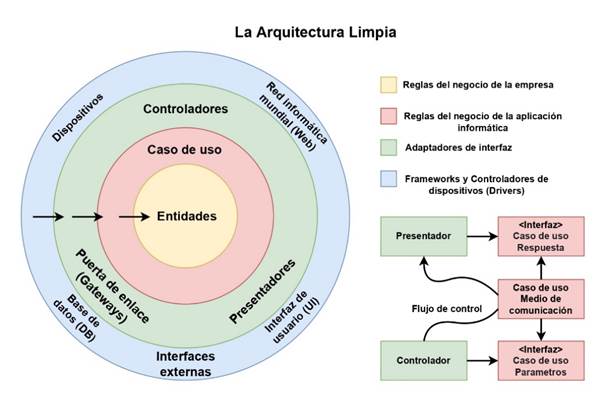 La Arquitectura Limpia
Dispositivos
Red informática
mundial (Web)
Controladores
Caso de uso
Entidades
Puerta de enlace
(Gateways)
Presentadores
Base de
datos (DB)
Interfaz de
usuario (UI)
Interfaces
externas
Reglas del negocio de la empresa
Reglas del negocio de la aplicación
informática
Adaptadores de interfaz
Frameworks y Controladores de
dispositivos (Drivers)
Presentador
<Interfaz>
Caso de uso
Respuesta
Flujo de control
Caso de uso
Medio de
comunicación
Controlador
<Interfaz>
Caso de uso
Parametros